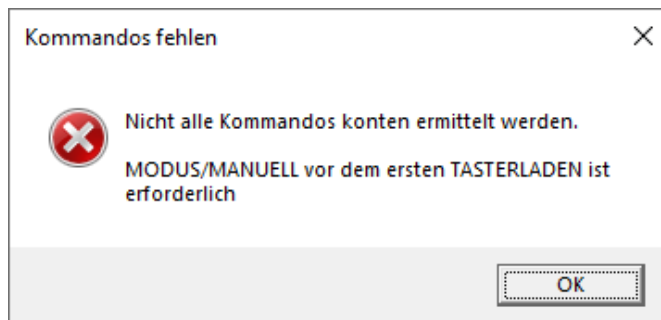 Kommandos fehlen
Nicht alle Kommandos konten ermittelt werden.
MODUS/MANUELL vor dem ersten TASTERLADEN ist
erforderlich
OK